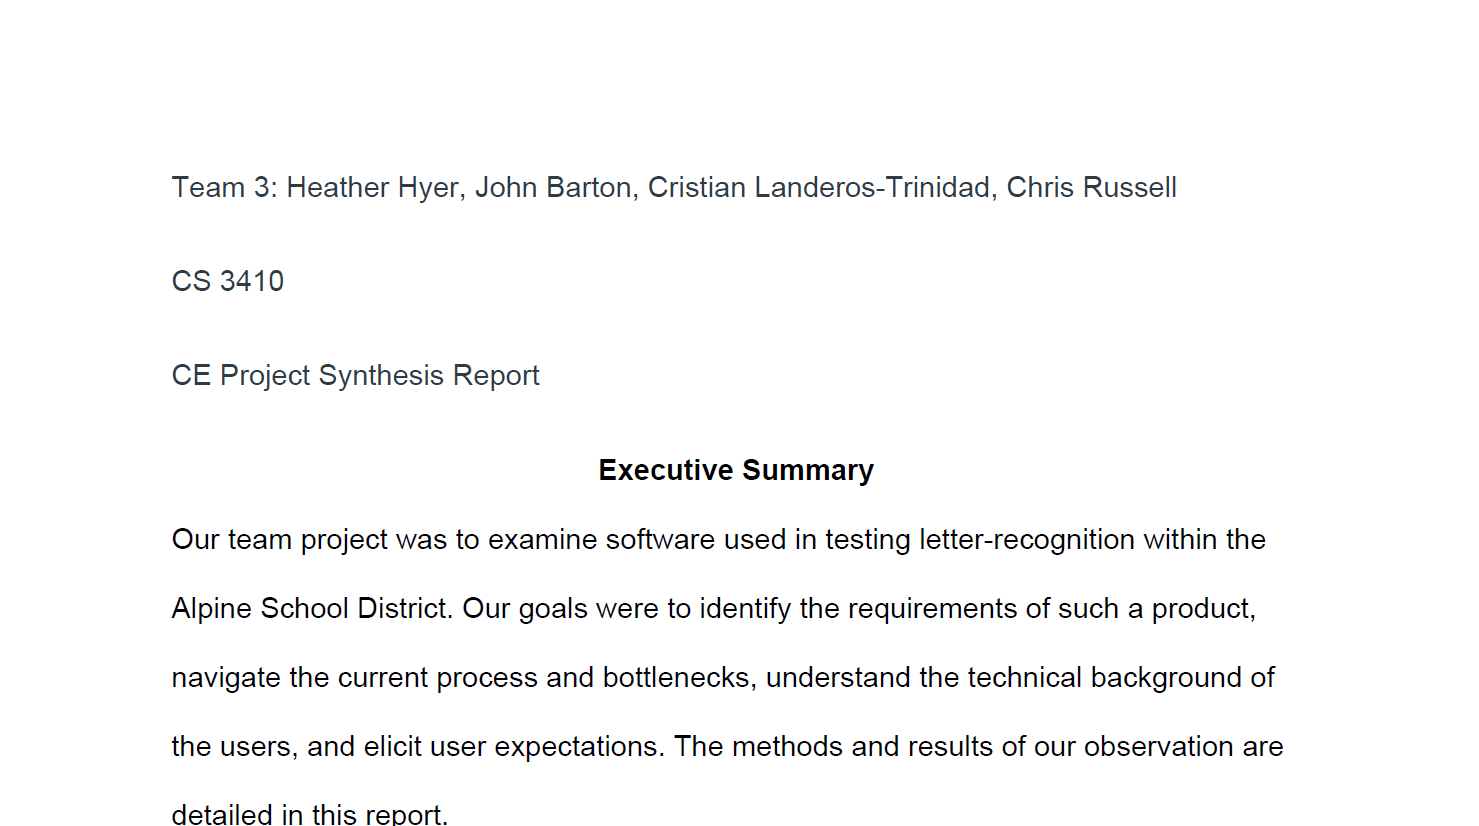 Team 3: Heather Hyer, John Barton, Cristian Landeros-Trinidad, Chris Russell
CS 3410
CE Project Synthesis Report
Executive Summary
Our team project was to examine software used in testing letter-recognition within the
Alpine School District. Our goals were to identify the requirements of such a product,
navigate the current process and bottlenecks, understand the technical background of
the users, and elicit user expectations. The methods and results of our observation are
detailed in this report.